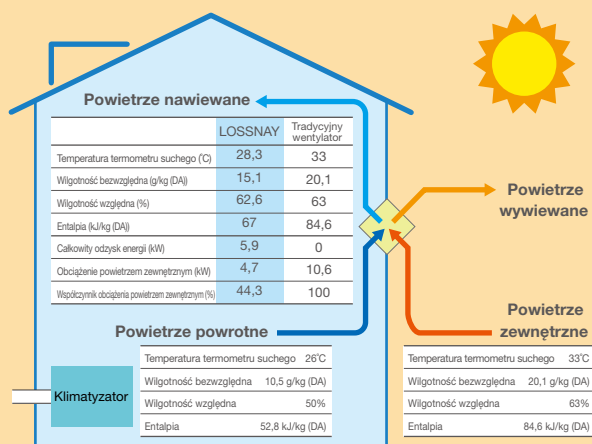 Powietrze nawiewane
LOSSNAY Tradycyjny
wentylator
Temperatura termometru suchego (˚C) 28,3 33
Wilgotność bezwzględna (g/kg (DA)) 15,1 20,1
Wilgotność względna (%) 62,6 63
Entalpia (kJ/kg (DA)) 67 84,6
Całkowity odzysk energii (kW) 5,9 0
Obciążenie powietrzem zewnętrznym (kW) 4,7 10,6
Współczynnik obciążenia powietrzem zewnętrznym (%) 44,3 100
Powietrze
wywiewane
Powietrze powrotne
Temperatura termometru suchego 26˚C
Wilgotność bezwzględna 10,5 g/kg (DA)
Wilgotność względna 50%
Entalpia 52,8 kJ/kg (DA)
Klimatyzator
Powietrze
zewnętrzne
Temperatura termometru suchego 33˚C
Wilgotność bezwzględna 20,1 g/kg (DA)
Wilgotność względna 63%
Entalpia 84,6 kJ/kg (DA)